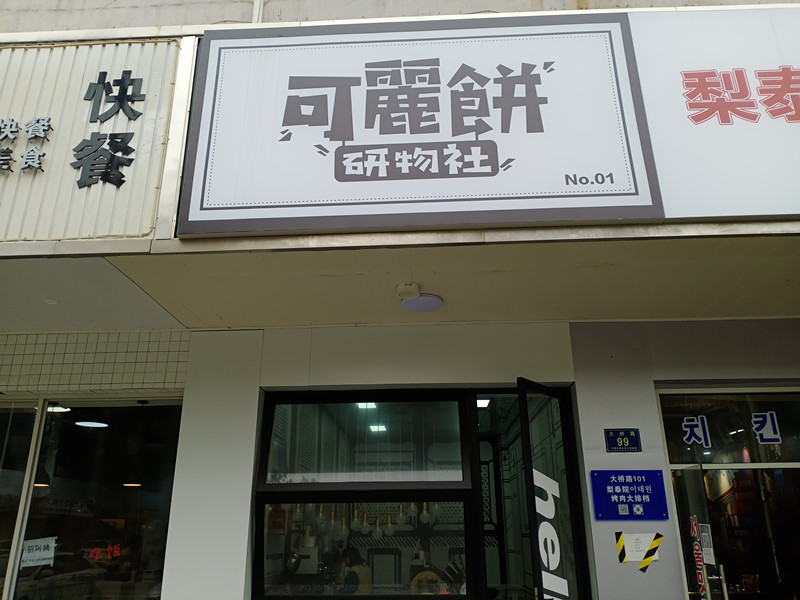 快餐
快餐
美食
可麗餅
研物社
No.01
梨泰
大桥路
99
大桥路101
梨泰院이태원
烤肉大排档
치킨
hell
吃饭